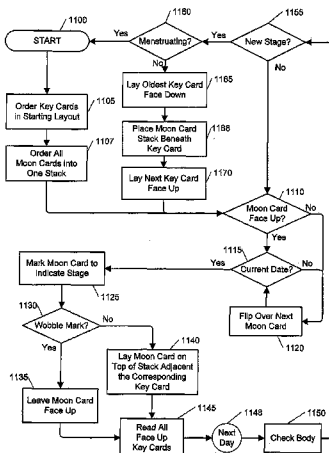 1100
START
Yes
1160
Menstruating?
Yes
1155
New Stage?
No
No
Order Key Cards
in Starting Layout
1105
Lay Oldest Key Card
Face Down
1165
Order All
Moon Cards into
One Stack
1107
Place Moon Card
Stack Beneath
Key Card
1168
Lay Next Key Card
Face Up
1170
Moon Card
Face Up?
1110
No
Yes
Mark Moon Card to
Indicate Stage
1125
Yes
Current Date?
1115
No
Flip Over Next
Moon Card
1120
1130
Wobble Mark?
No
Yes
Lay Moon Card on
Top of Stack Adjacent
the Corresponding
Key Card
1140
1135
Leave Moon Card
Face Up
Read All
Face Up
Key Cards
1145
Next
Day
1148
Check Body
1150